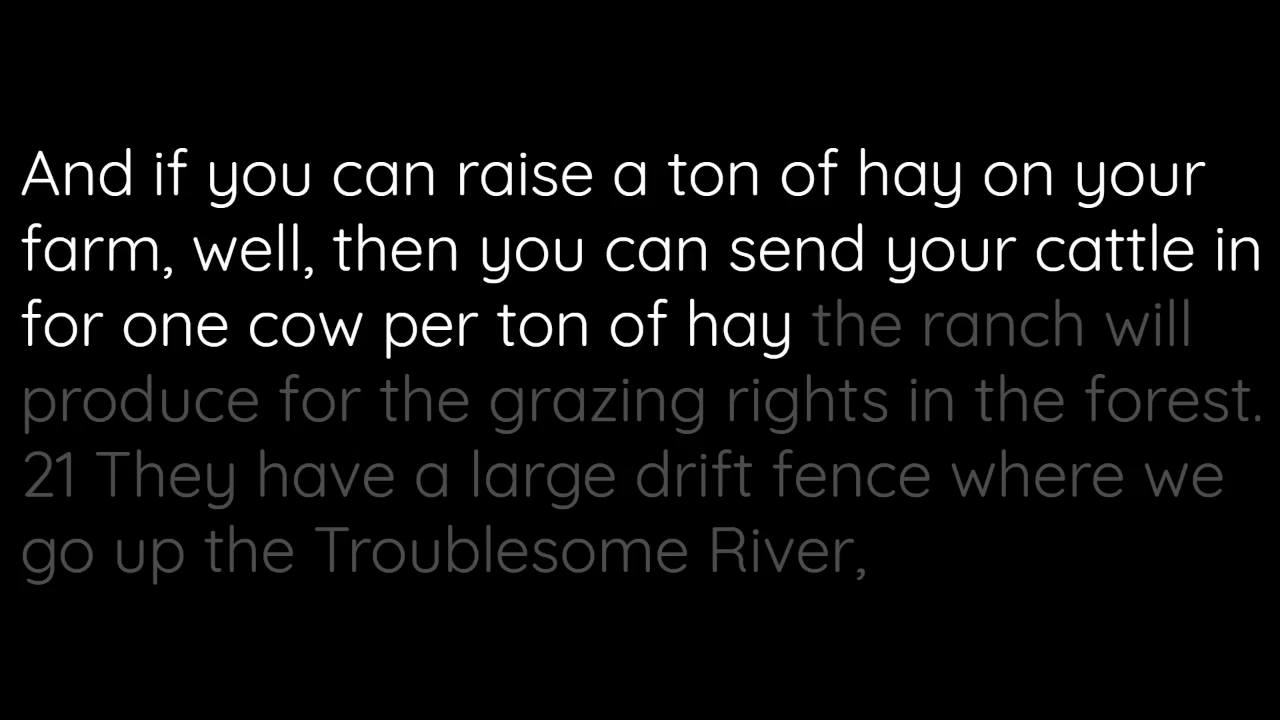 And if you can raise a ton of hay on your
farm, well, then you can send your cattle in
for one cow per ton of hay the ranch will
produce for the grazing rights in the forest.
21 They have a large drift fence where we
go up the Troublesome River,